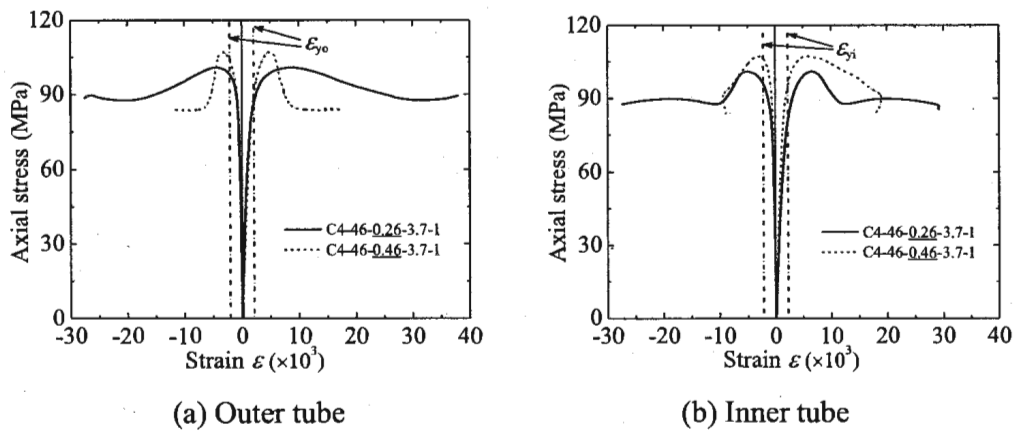 120
90
60
30
0
Axial stress (MPa)
εyo
C4-46-0.26-3.7-1
C4-46-0.46-3.7-1
-30 -20 -10 0 10 20 30 40
Strain ε (×10³)
(a) Outer tube
120
90
60
30
0
Axial stress (MPa)
εyi
C4-46-0.26-3.7-1
C4-46-0.46-3.7-1
-30 -20 -10 0 10 20 30 40
Strain ε (×10³)
(b) Inner tube